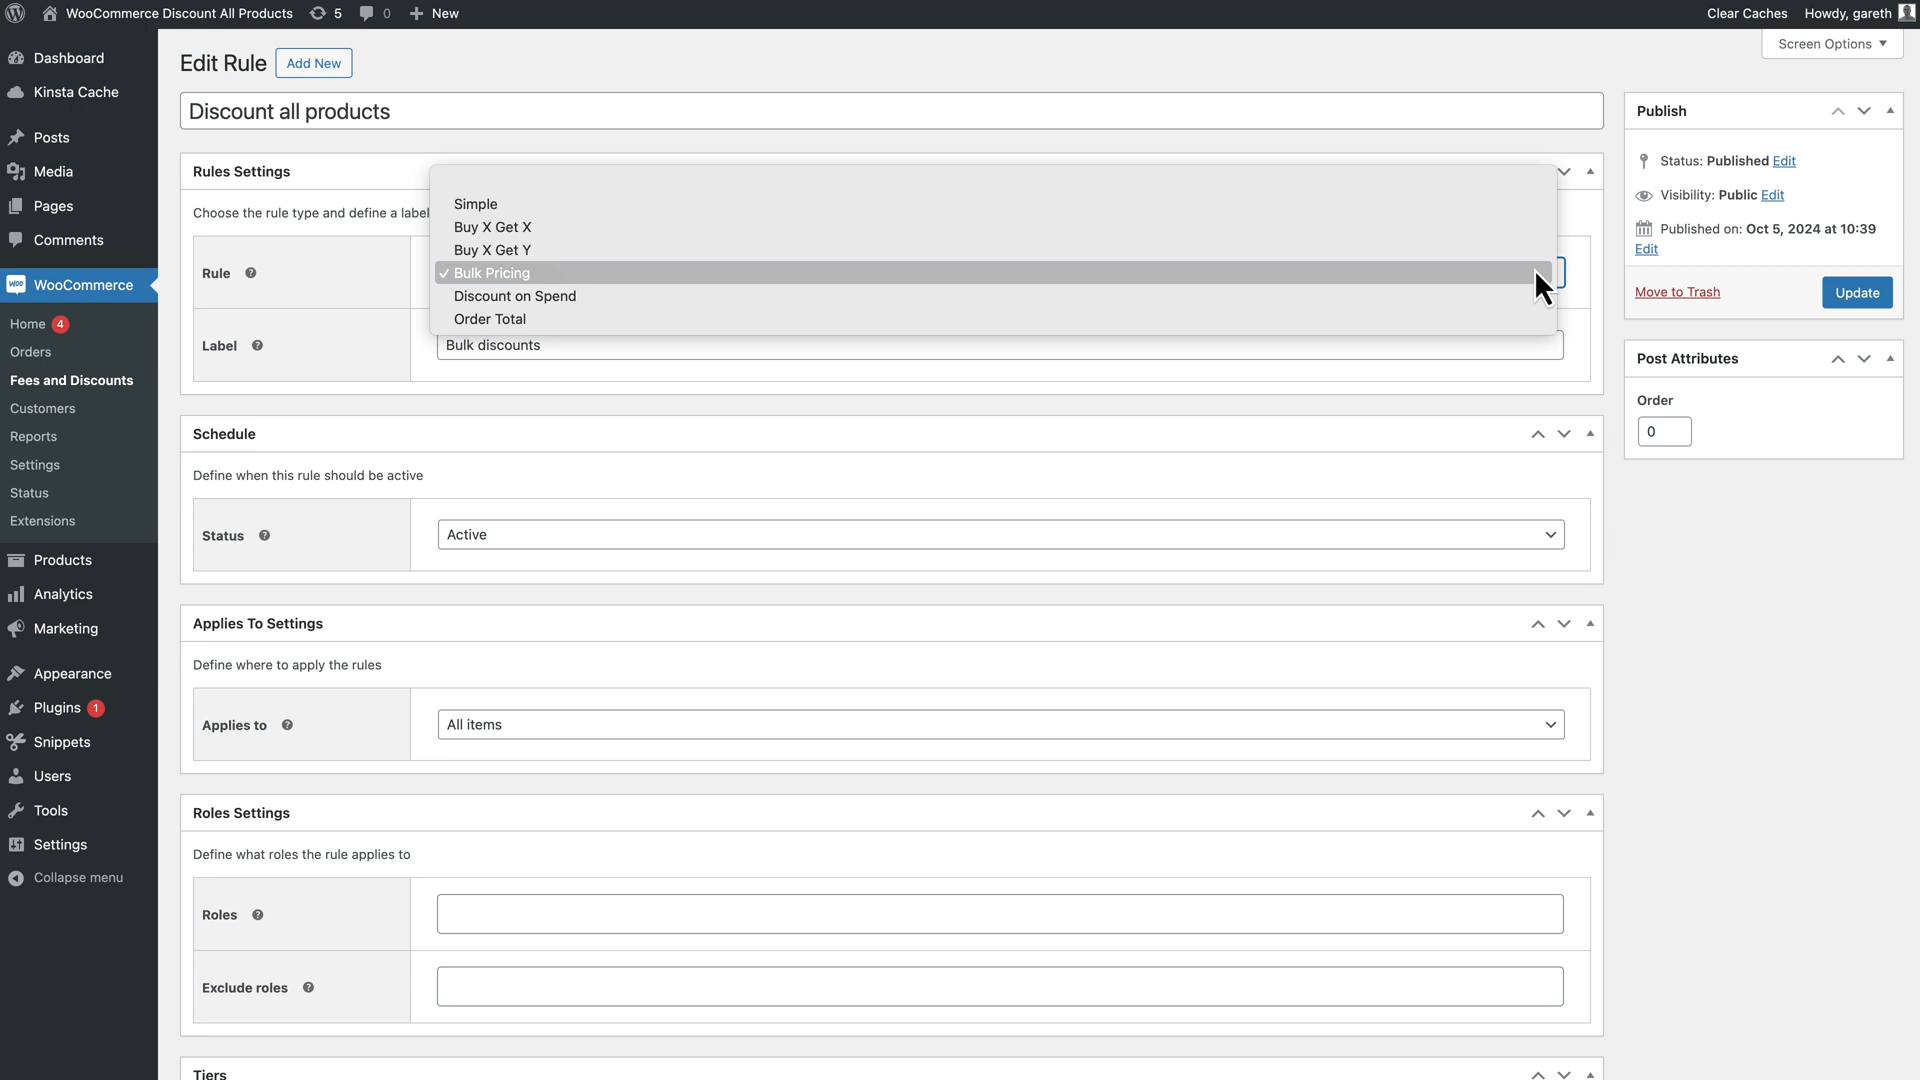 WooCommerce Discount All Products 5 0 + New Clear Caches Howdy, gareth
Screen Options
Dashboard
Kinsta Cache
Posts
Media
Pages
Comments
WooCommerce
Home 4
Orders
Fees and Discounts
Customers
Reports
Settings
Status
Extensions
Products
Analytics
Marketing
Appearance
Plugins 1
Snippets
Users
Tools
Settings
Collapse menu
Edit Rule Add New
Discount all products
Rules Settings
Choose the rule type and define a label
Rule
Simple
Buy X Get X
Buy X Get Y
✓ Bulk Pricing
Discount on Spend
Order Total
Label Bulk discounts
Schedule
Define when this rule should be active
Status Active
Applies To Settings
Define where to apply the rules
Applies to All items
Roles Settings
Define what roles the rule applies to
Roles
Exclude roles
Tiers
Publish
Status: Published Edit
Visibility: Public Edit
Published on: Oct 5, 2024 at 10:39
Edit
Move to Trash Update
Post Attributes
Order
0